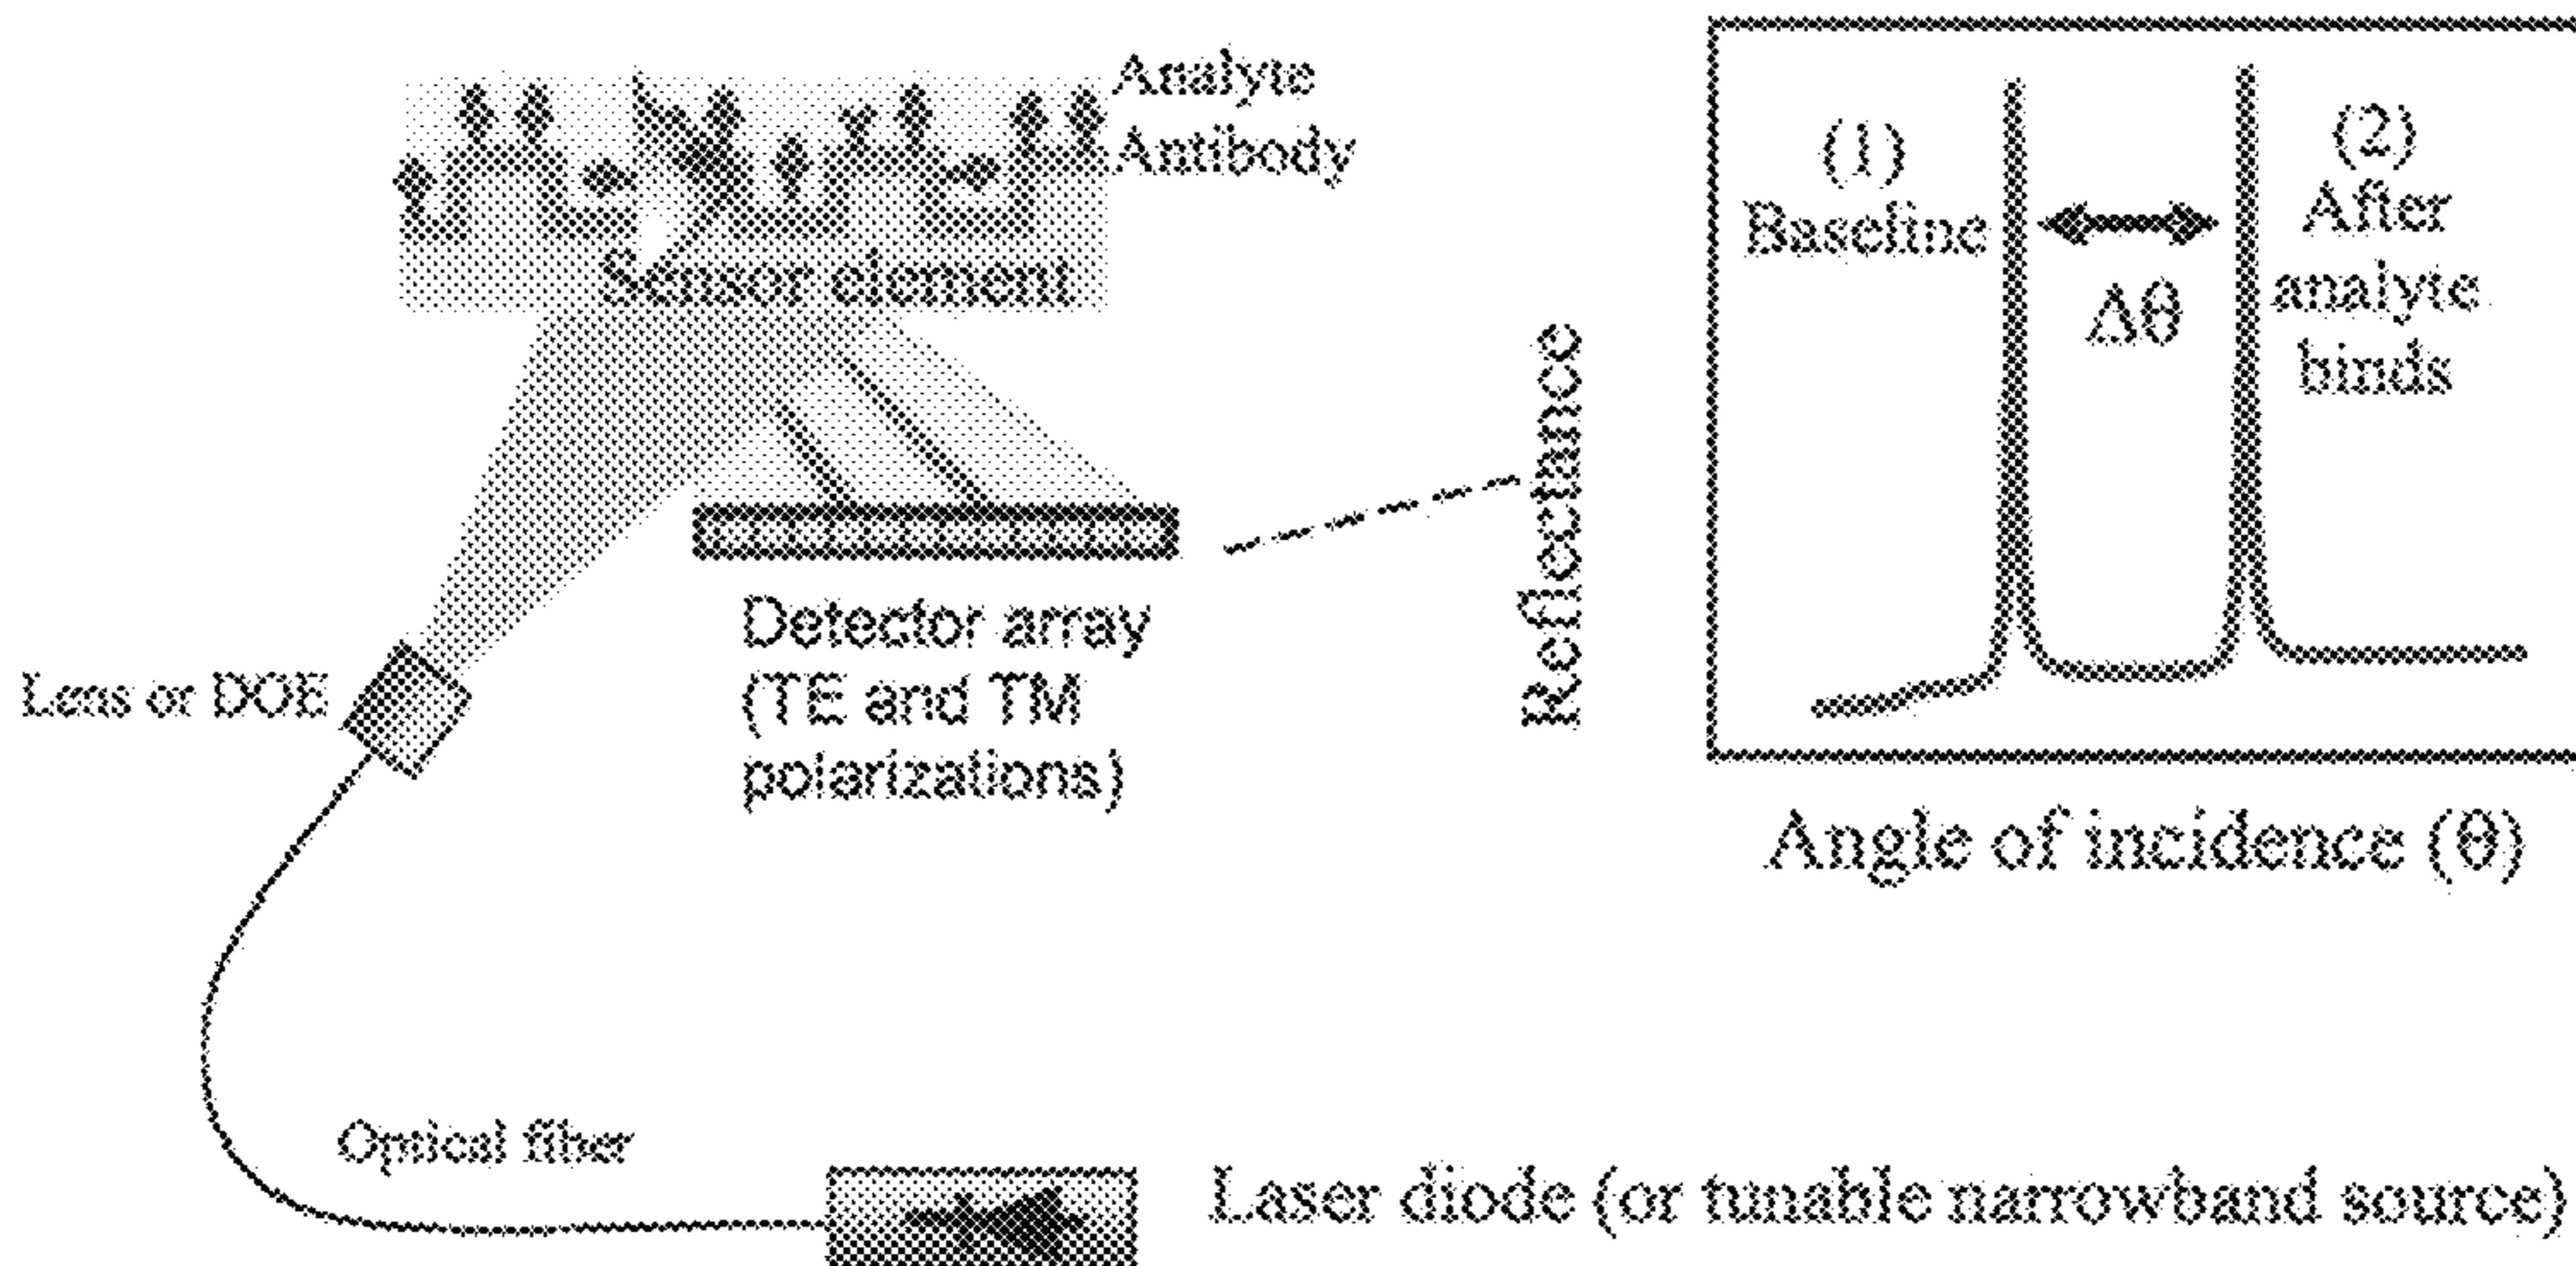 Analyte
Antibody
Sensor element
Lens or DOE
Detector array
(TE and TM
polarizations)
Optical fiber
Laser diode (or tunable narrowband source)
Reflectance
(1)
Baseline
Δθ
(2)
After
analyte
binds
Angle of incidence (θ)